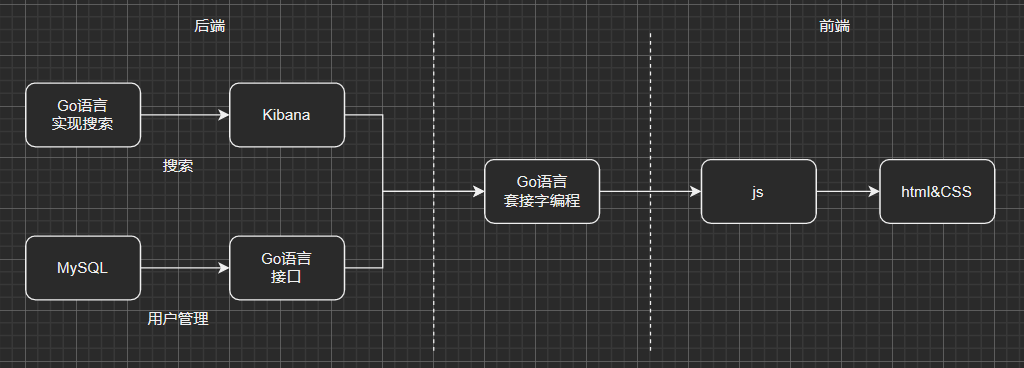 后端
前端
Go语言
实现搜索
Kibana
搜索
Go语言
套接字编程
js
html&CSS
MySQL
Go语言
接口
用户管理